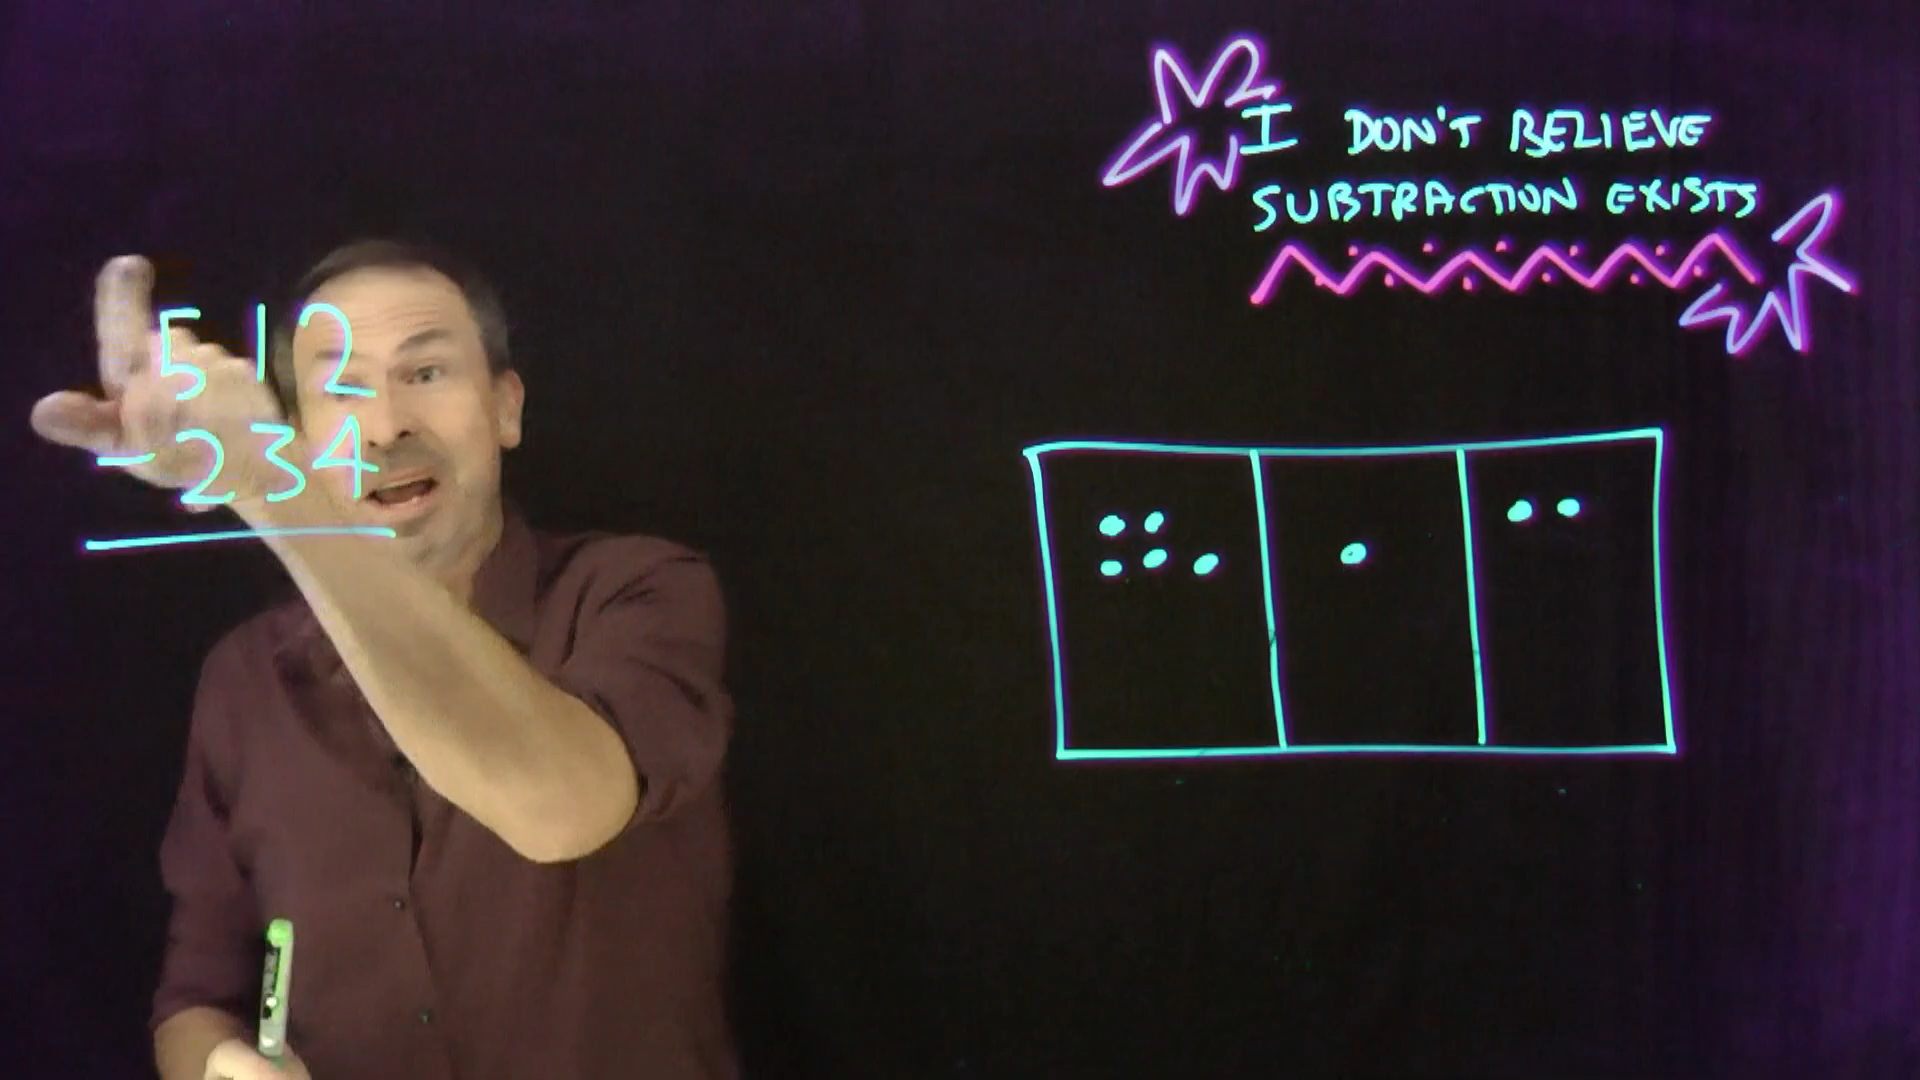 I DON'T BELIEVE
SUBTRACTION EXISTS
512
- 234